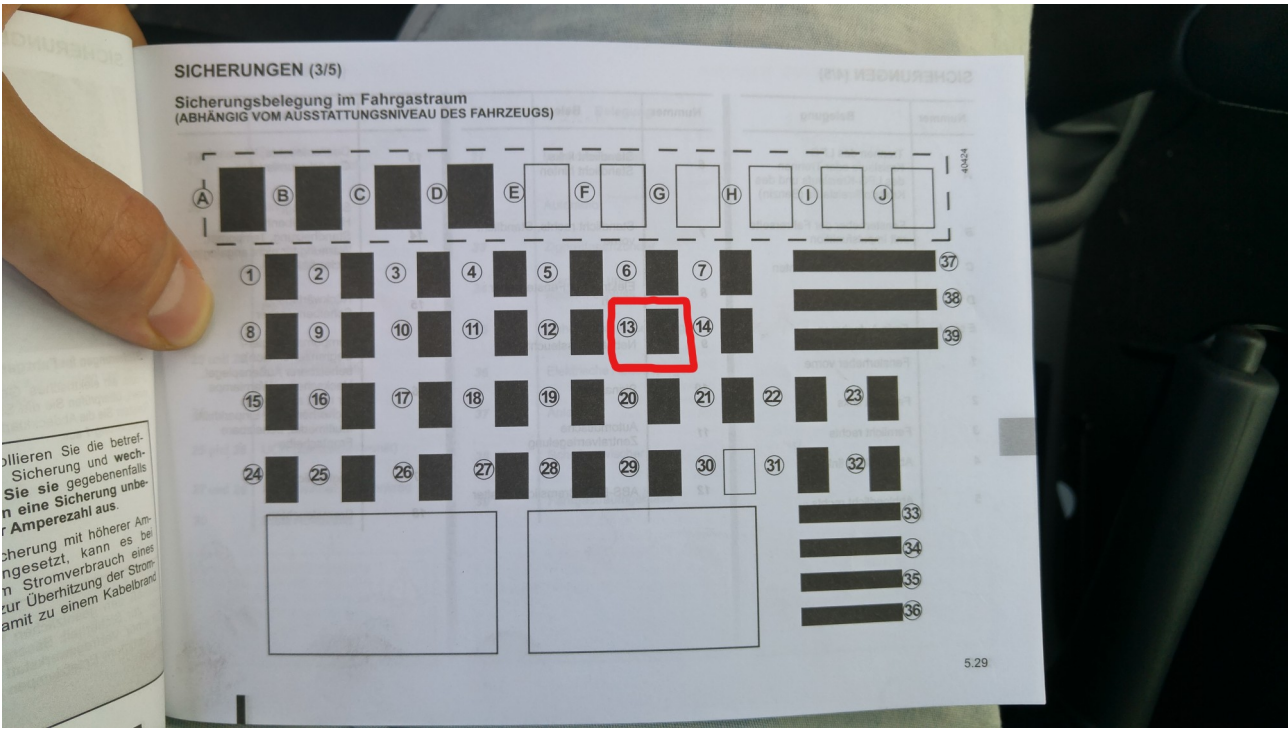 ollieren Sie die betref-
Sicherung und wech-
Sie sie gegebenenfalls
n eine Sicherung unbe-
r Amperezahl aus.
cherung mit höherer Am-
ngesetzt, kann es bei
m Stromverbrauch eines
zur Überhitzung der Strom-
amit zu einem Kabelbrand
SICHERUNGEN (3/5)
Sicherungsbelegung im Fahrgastraum
(ABHÄNGIG VOM AUSSTATTUNGSNIVEAU DES FAHRZEUGS)
40424
A B C D E F G H I J
1 2 3 4 5 6 7 37
38
8 9 10 11 12 13 14 39
15 16 17 18 19 20 21 22 23
24 25 26 27 28 29 30 31 32
33
34
35
36
5.29